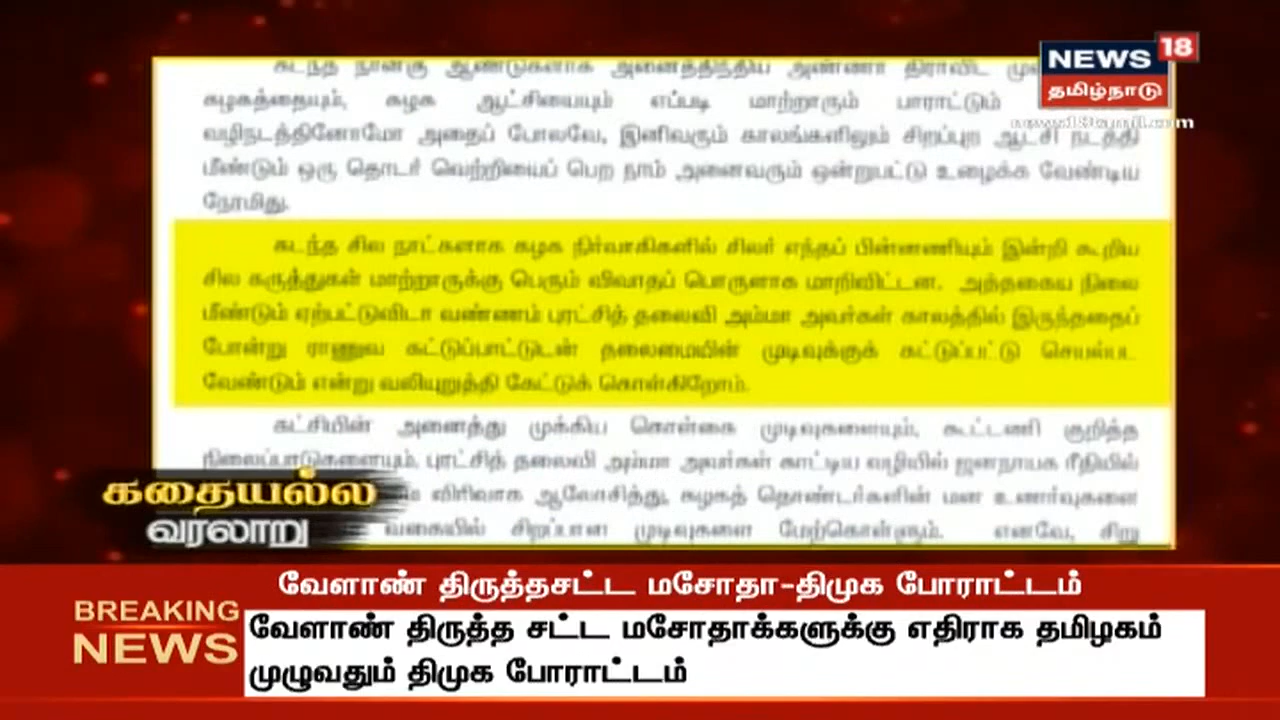 NEWS 18
தமிழ்நாடு
news18tamil.com
கடந்த நான்கு ஆண்டுகளாக அனைத்திந்திய அண்ணா திராவிட
கழகத்தையும், கழக ஆட்சியையும் எப்படி மாற்றாரும் பாராட்டும்
வழிநடத்தினோமோ அதைப் போலவே, இனிவரும் காலங்களிலும் சிறப்புற ஆட்சி நடத்தி
மீண்டும் ஒரு தொடர் வெற்றியைப் பெற நாம் அனைவரும் ஒன்றுபட்டு உழைக்க வேண்டிய
நேரமிது.
கடந்த சில நாட்களாக கழக நிர்வாகிகளில் சிலர் எந்தப் பின்னணியும் இன்றி கூறிய
சில கருத்துகள் மாற்றாருக்கு பெரும் விவாதப் பொருளாக மாறிவிட்டன. அத்தகைய நிலை
மீண்டும் ஏற்பட்டுவிடா வண்ணம் புரட்சித் தலைவி அம்மா அவர்கள் காலத்தில் இருந்ததைப்
போன்று ராணுவ கட்டுப்பாட்டுடன் தலைமையின் முடிவுக்குக் கட்டுப்பட்டு செயல்பட
வேண்டும் என்று வலியுறுத்தி கேட்டுக் கொள்கிறோம்.
கட்சியின் அனைத்து முக்கிய கொள்கை முடிவுகளையும், கூட்டணி குறித்த
நிலைப்பாடுகளையும், புரட்சித் தலைவி அம்மா அவர்கள் காட்டிய வழியில் ஜனநாயக ரீதியில்
விரிவாக ஆலோசித்து, கழகத் தொண்டர்களின் மன உணர்வுகளை
வகையில் சிறப்பான முடிவுகளை மேற்கொள்ளும். எனவே, சிறு
கதையல்ல
வரலாறு
வேளாண் திருத்தசட்ட மசோதா-திமுக போராட்டம்
BREAKING
NEWS
வேளாண் திருத்த சட்ட மசோதாக்களுக்கு எதிராக தமிழகம்
முழுவதும் திமுக போராட்டம்